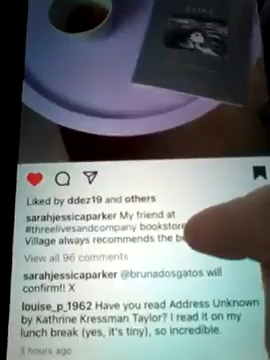 LOVE
Liked by ddez19 and others
sarahjessicaparker My friend at
#threelivesandcompany bookstore
Village always recommends the
View all 96 comments
sarahjessicaparker @brunadosgatos will
confirm!! X
louise_p_1962 Have you read Address Unknown
by Kathrine Kressman Taylor? I read it on my
lunch break (yes, it's tiny), so incredible.
3 hours ago